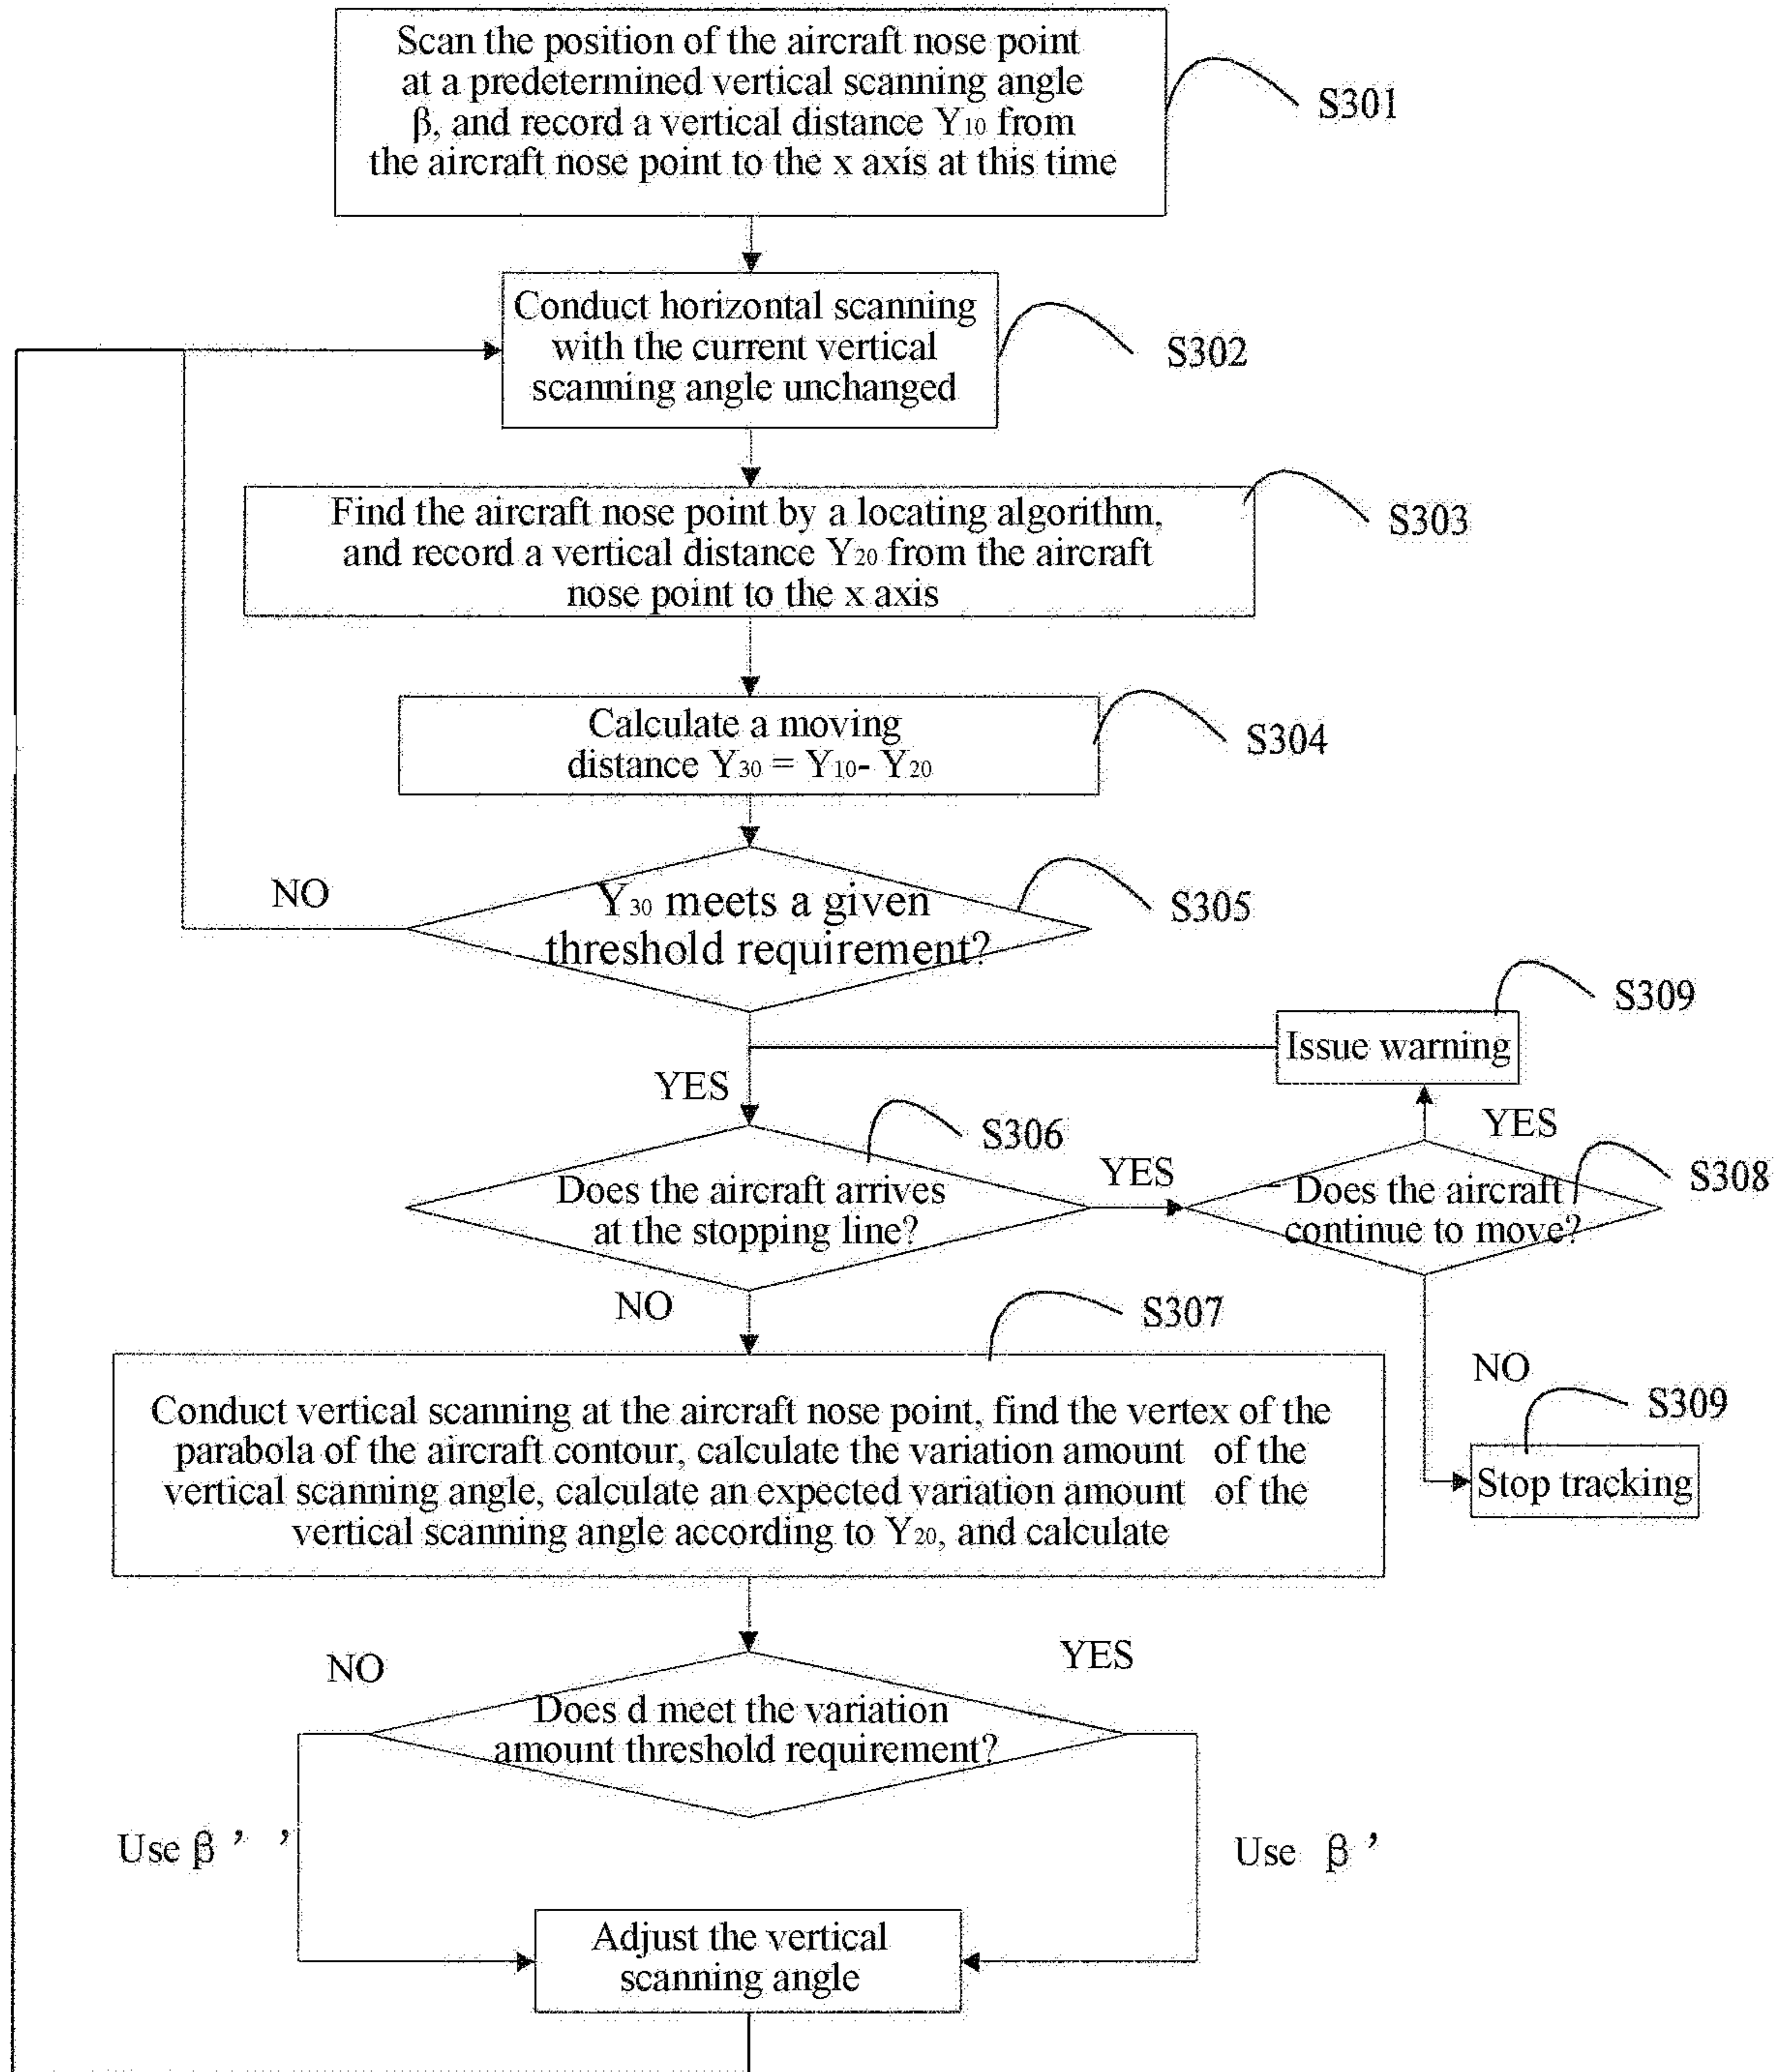 Scan the position of the aircraft nose point
at a predetermined vertical scanning angle
β, and record a vertical distance Y10 from
the aircraft nose point to the x axis at this time
S301
Conduct horizontal scanning
with the current vertical
scanning angle unchanged
S302
Find the aircraft nose point by a locating algorithm,
and record a vertical distance Y20 from the aircraft
nose point to the x axis
S303
Calculate a moving
distance Y30 = Y10- Y20
S304
NO
Y30 meets a given
threshold requirement?
S305
S309
Issue warning
YES
YES
S306
Does the aircraft arrives
at the stopping line?
YES
Does the aircraft
continue to move?
S308
NO
S307
NO
S309
Stop tracking
Conduct vertical scanning at the aircraft nose point, find the vertex of the
parabola of the aircraft contour, calculate the variation amount of the
vertical scanning angle, calculate an expected variation amount of the
vertical scanning angle according to Y20, and calculate
NO
YES
Does d meet the variation
amount threshold requirement?
Use β ’ ’
Use β ’
Adjust the vertical
scanning angle